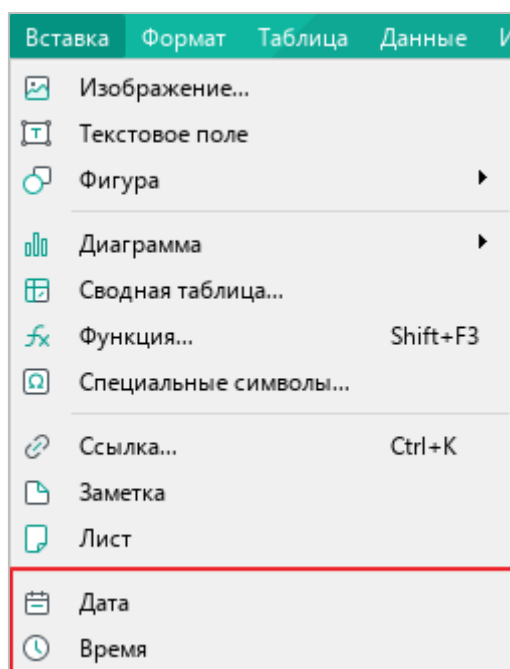 Вставка Формат Таблица Данные И
Изображение...
Текстовое поле
Фигура
Диаграмма
Сводная таблица...
Функция... Shift+F3
Специальные символы...
Ссылка... Ctrl+K
Заметка
Лист
Дата
Время